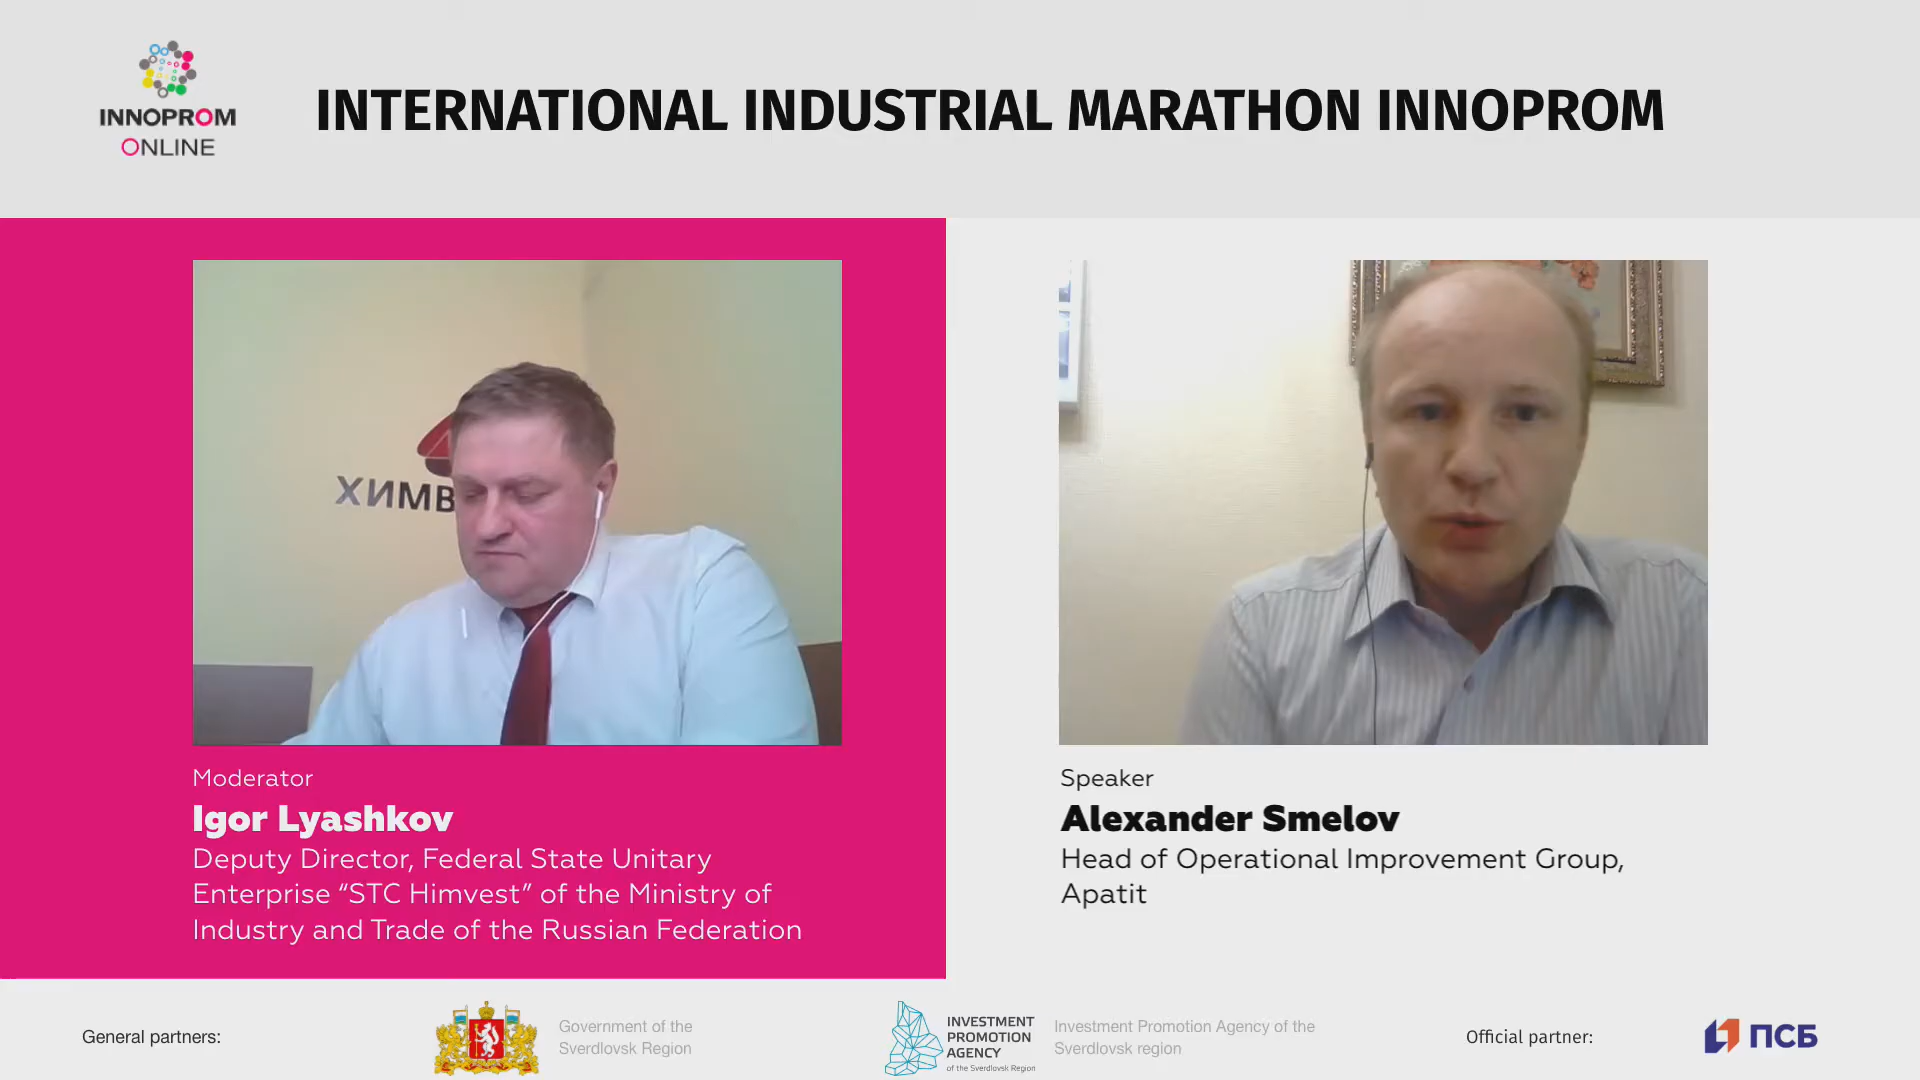 INNOPROM
ONLINE
INTERNATIONAL INDUSTRIAL MARATHON INNOPROM
ХИМВ
Moderator
Igor Lyashkov
Deputy Director, Federal State Unitary
Enterprise “STC Himvest” of the Ministry of
Industry and Trade of the Russian Federation
Speaker
Alexander Smelov
Head of Operational Improvement Group,
Apatit
General partners:
Government of the
Sverdlovsk Region
INVESTMENT
PROMOTION
AGENCY
of the Sverdlovsk Region
Investment Promotion Agency of the
Sverdlovsk region
Official partner:
ПСБ